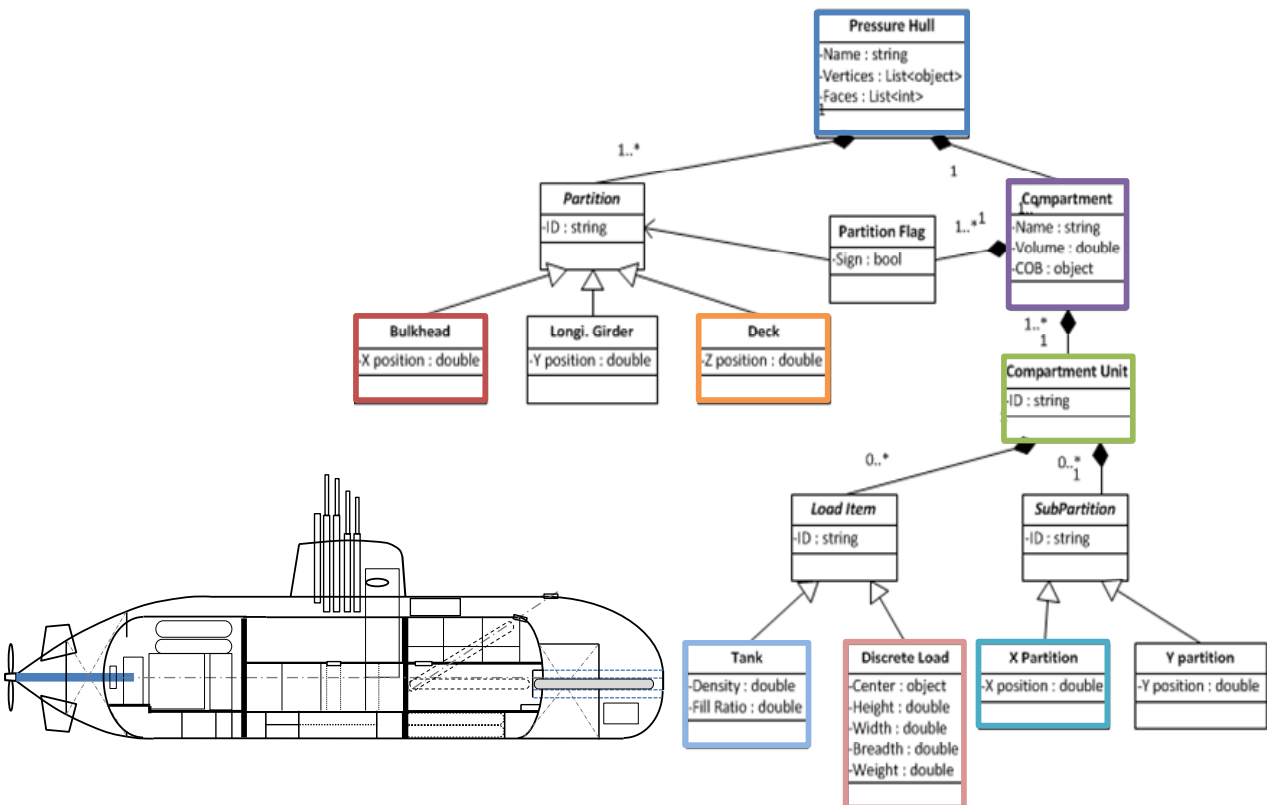 Pressure Hull
-Name : string
-Vertices : List<object>
-Faces : List<int>
1
1..*
1
Partition
-ID : string
Partition Flag
-Sign : bool
1..*
1
Compartment
1..*
-Name : string
-Volume : double
-COB : object
Bulkhead
-X position : double
Longi. Girder
-Y position : double
Deck
-Z position : double
1..*
1
Compartment Unit
-ID : string
0..*
0..*
1
Load Item
-ID : string
SubPartition
-ID : string
Tank
-Density : double
-Fill Ratio : double
Discrete Load
-Center : object
-Height : double
-Width : double
-Breadth : double
-Weight : double
X Partition
-X position : double
Y partition
-Y position : double